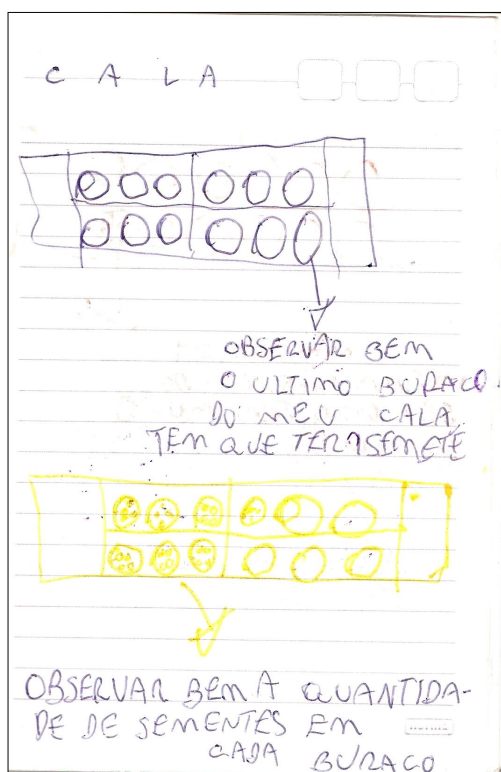 C A L A
OBSERVAR BEM
O ULTIMO BURACO.
DO MEU CALA
TEM QUE TER 1 SEMETE
OBSERVAR BEM A QUANTIDA-
DE DE SEMENTES EM
CADA BURACO